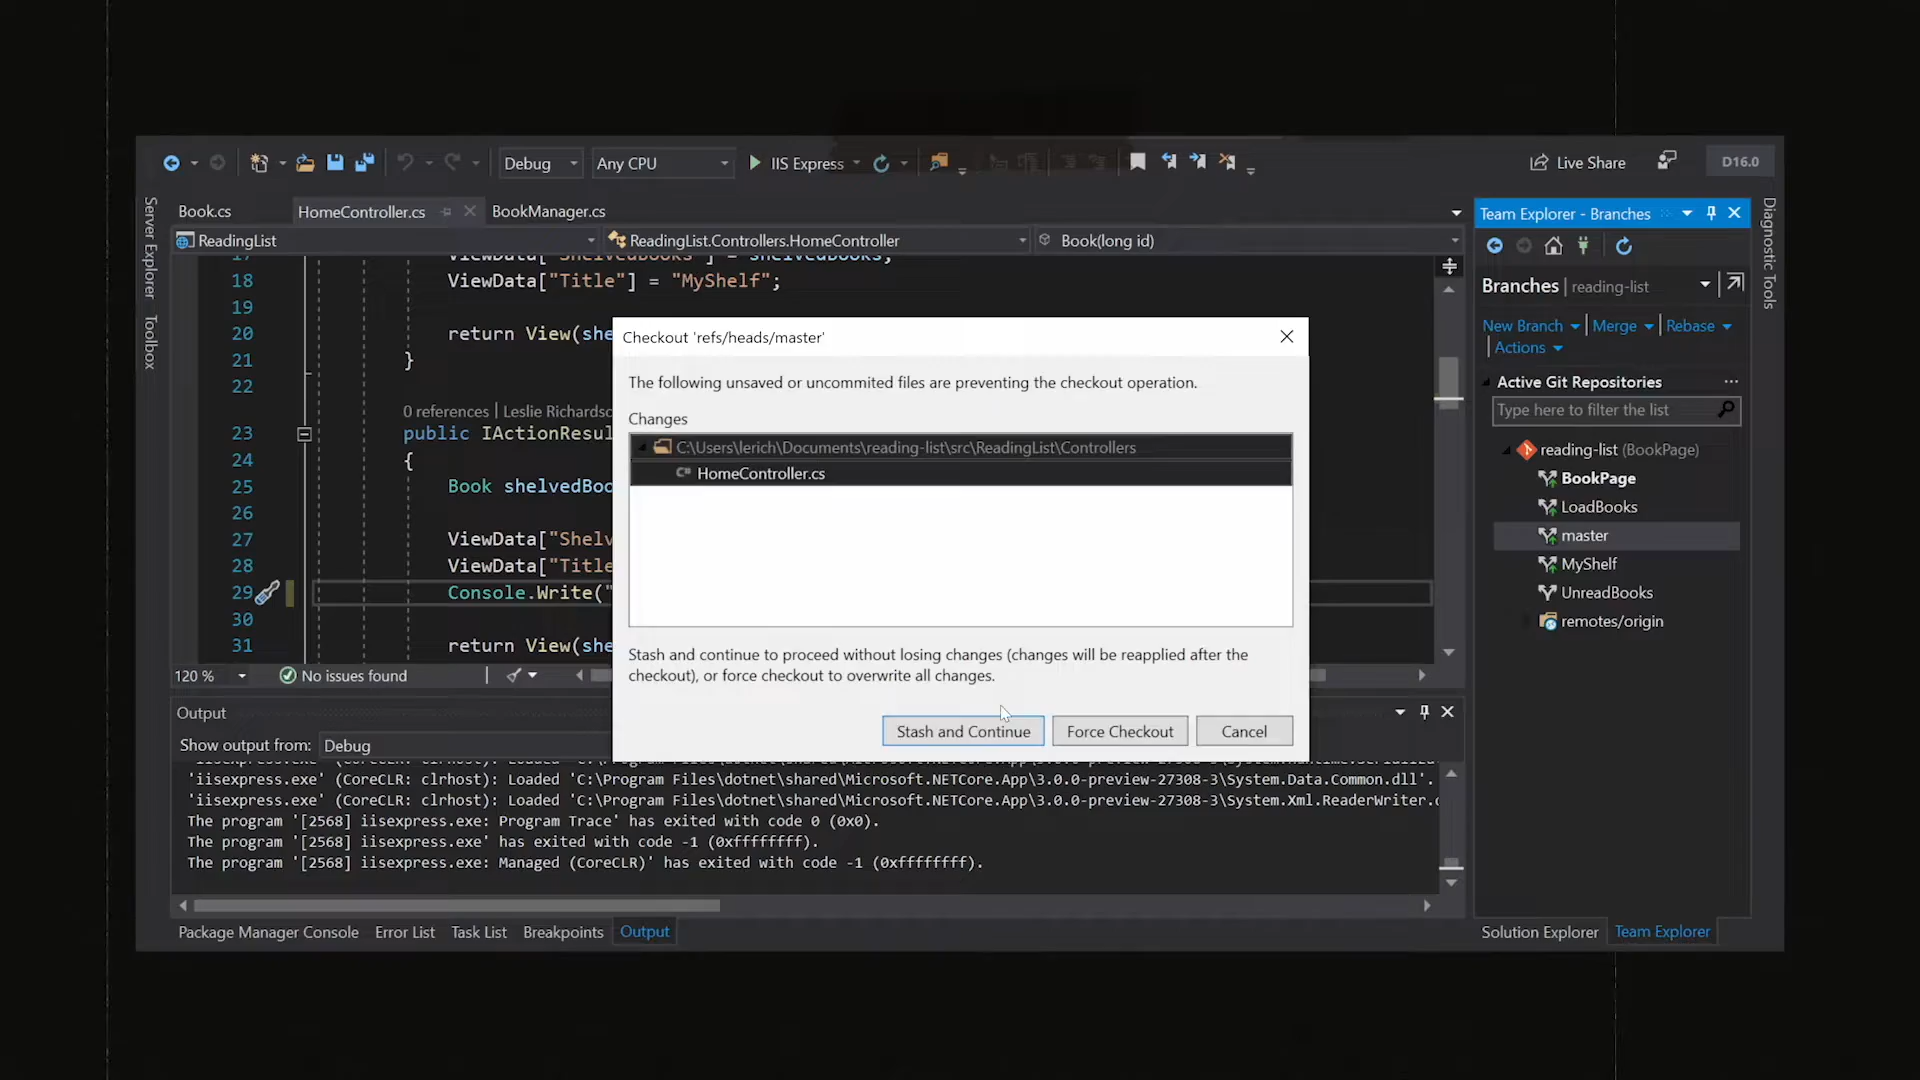 Debug
Any CPU
IIS Express
Live Share
D16.0
Server Explorer
Toolbox
Book.cs
HomeController.cs
BookManager.cs
ReadingList
ReadingList.Controllers.HomeController
Book(long id)
17 ViewData["ShelvedBooks"] = shelvedBooks;
18 ViewData["Title"] = "MyShelf";
19
20 return View(she
21 }
22
0 references | Leslie Richardso
23 public IActionResul
24 {
25 Book shelvedBoo
26
27 ViewData["Shelv
28 ViewData["Title
29 Console.Write("
30
31 return View(she
120 %
No issues found
Checkout 'refs/heads/master'
The following unsaved or uncommited files are preventing the checkout operation.
Changes
C:\Users\lerich\Documents\reading-list\src\ReadingList\Controllers
C# HomeController.cs
Stash and continue to proceed without losing changes (changes will be reapplied after the
checkout), or force checkout to overwrite all changes.
Stash and Continue
Force Checkout
Cancel
Output
Show output from: Debug
'iisexpress.exe' (CoreCLR: clrhost): Loaded 'C:\Program Files\dotnet\shared\Microsoft.NETCore.App\3.0.0-preview-27308-3\System.Data.Common.dll'.
'iisexpress.exe' (CoreCLR: clrhost): Loaded 'C:\Program Files\dotnet\shared\Microsoft.NETCore.App\3.0.0-preview-27308-3\System.Xml.ReaderWriter.d
The program '[2568] iisexpress.exe: Program Trace' has exited with code 0 (0x0).
The program '[2568] iisexpress.exe' has exited with code -1 (0xffffffff).
The program '[2568] iisexpress.exe: Managed (CoreCLR)' has exited with code -1 (0xffffffff).
Package Manager Console
Error List
Task List
Breakpoints
Output
Team Explorer - Branches
Branches | reading-list
New Branch
Merge
Rebase
Actions
Active Git Repositories
Type here to filter the list
reading-list (BookPage)
BookPage
LoadBooks
master
MyShelf
UnreadBooks
remotes/origin
Solution Explorer
Team Explorer
Diagnostic Tools